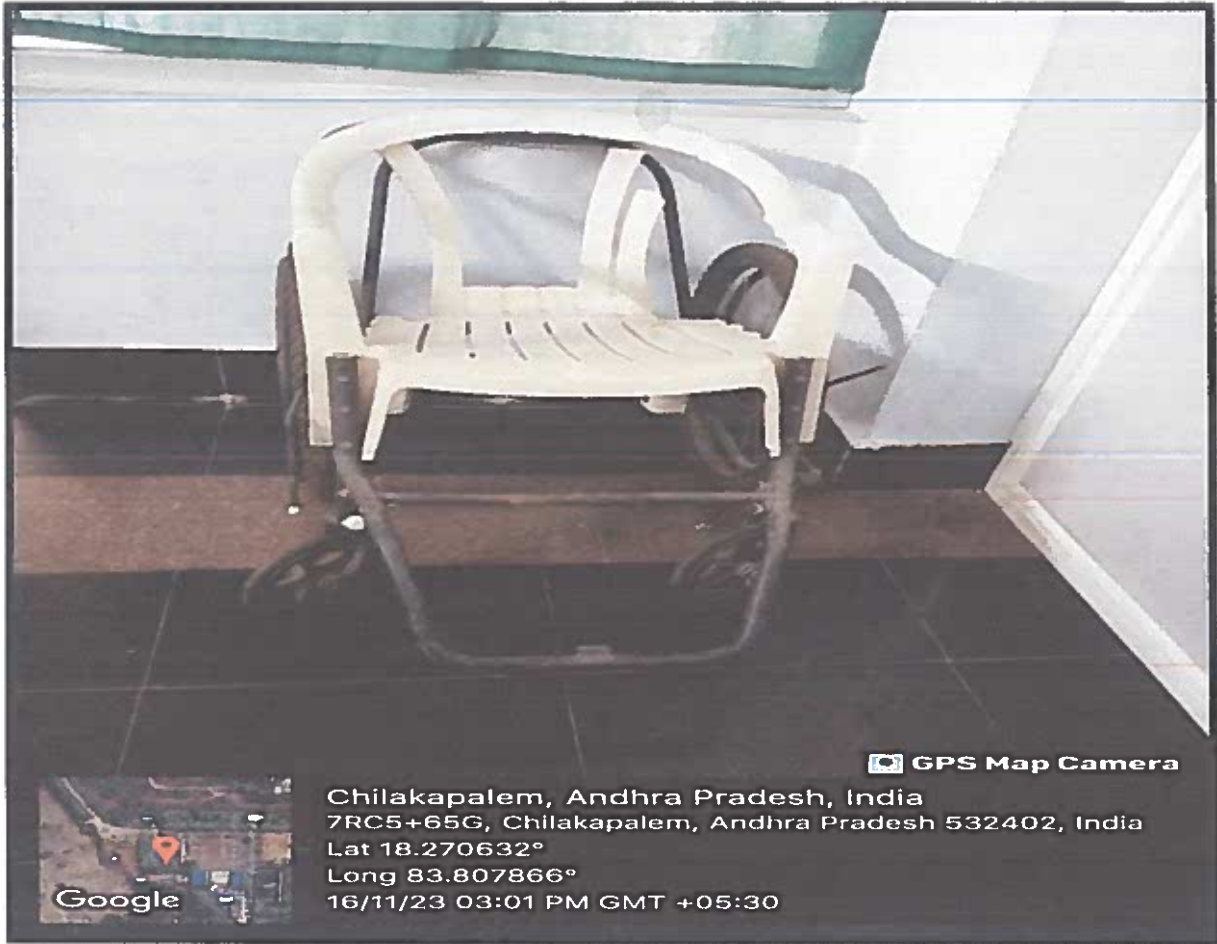 GPS Map Camera
Chilakapalem, Andhra Pradesh, India
7RC5+65G, Chilakapalem, Andhra Pradesh 532402, India
Lat 18.270632°
Long 83.807866°
16/11/23 03:01 PM GMT +05:30
Google